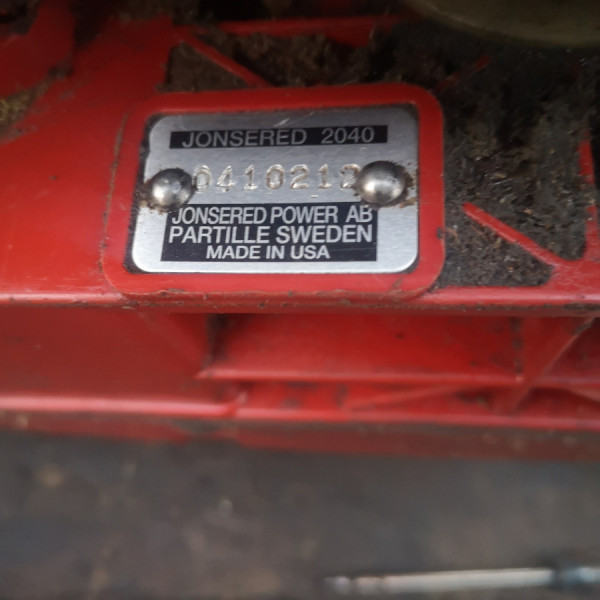 JONSERED 2040
0410212
JONSERED POWER AB
PARTILLE SWEDEN
MADE IN USA